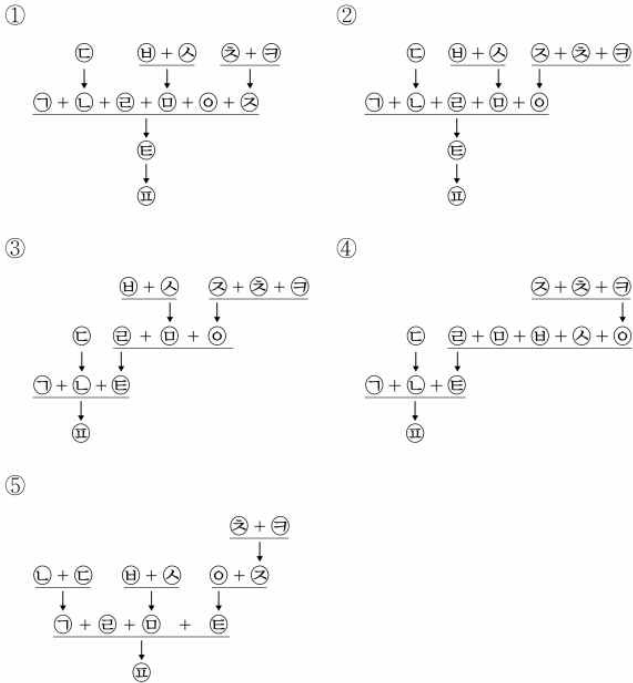 ① ②
㉢ ㉥ + ㉦ ㉩ + ㉪ ㉢ ㉥ + ㉦ ㉨ + ㉩ + ㉪
㉠ + ㉡ + ㉣ + ㉤ + ㉧ + ㉨ ㉠ + ㉡ + ㉣ + ㉤ + ㉧
㉫ ㉫
㉬ ㉬
③ ④
㉥ + ㉦ ㉨ + ㉩ + ㉪ ㉨ + ㉩ + ㉪
㉢ ㉣ + ㉤ + ㉧ ㉢ ㉣ + ㉤ + ㉥ + ㉦ + ㉧
㉠ + ㉡ + ㉫ ㉠ + ㉡ + ㉫
㉬ ㉬
⑤
㉩ + ㉪
㉡ + ㉢ ㉥ + ㉦ ㉧ + ㉨
㉠ + ㉣ + ㉤ + ㉫
㉬